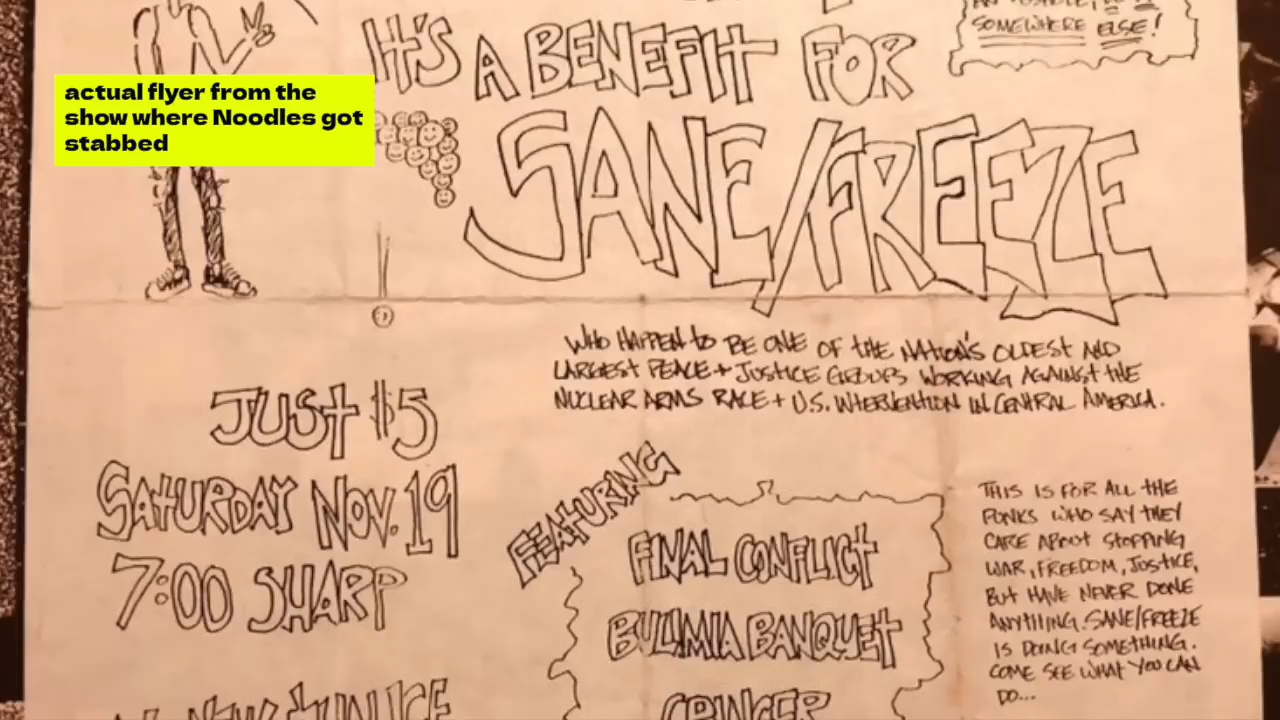 SOMEWHERE ELSE!
IT'S A BENEFIT FOR
actual flyer from the
show where Noodles got
stabbed
SANE/FREEZE
WHO HAPPEN TO BE ONE OF THE NATION'S OLDEST AND
LARGEST PEACE + JUSTICE GROUPS WORKING AGAINST THE
NUCLEAR ARMS RACE + U.S. INTERVENTION IN CENTRAL AMERICA.
JUST $5
SATURDAY NOV. 19
7:00 SHARP
FEATURING
FINAL CONFLICT
BULIMIA BANQUET
CRINGER
THIS IS FOR ALL THE
PUNKS WHO SAY THEY
CARE ABOUT STOPPING
WAR, FREEDOM, JUSTICE,
BUT HAVE NEVER DONE
ANYTHING. SANE/FREEZE
IS DOING SOMETHING.
COME SEE WHAT YOU CAN
DO...